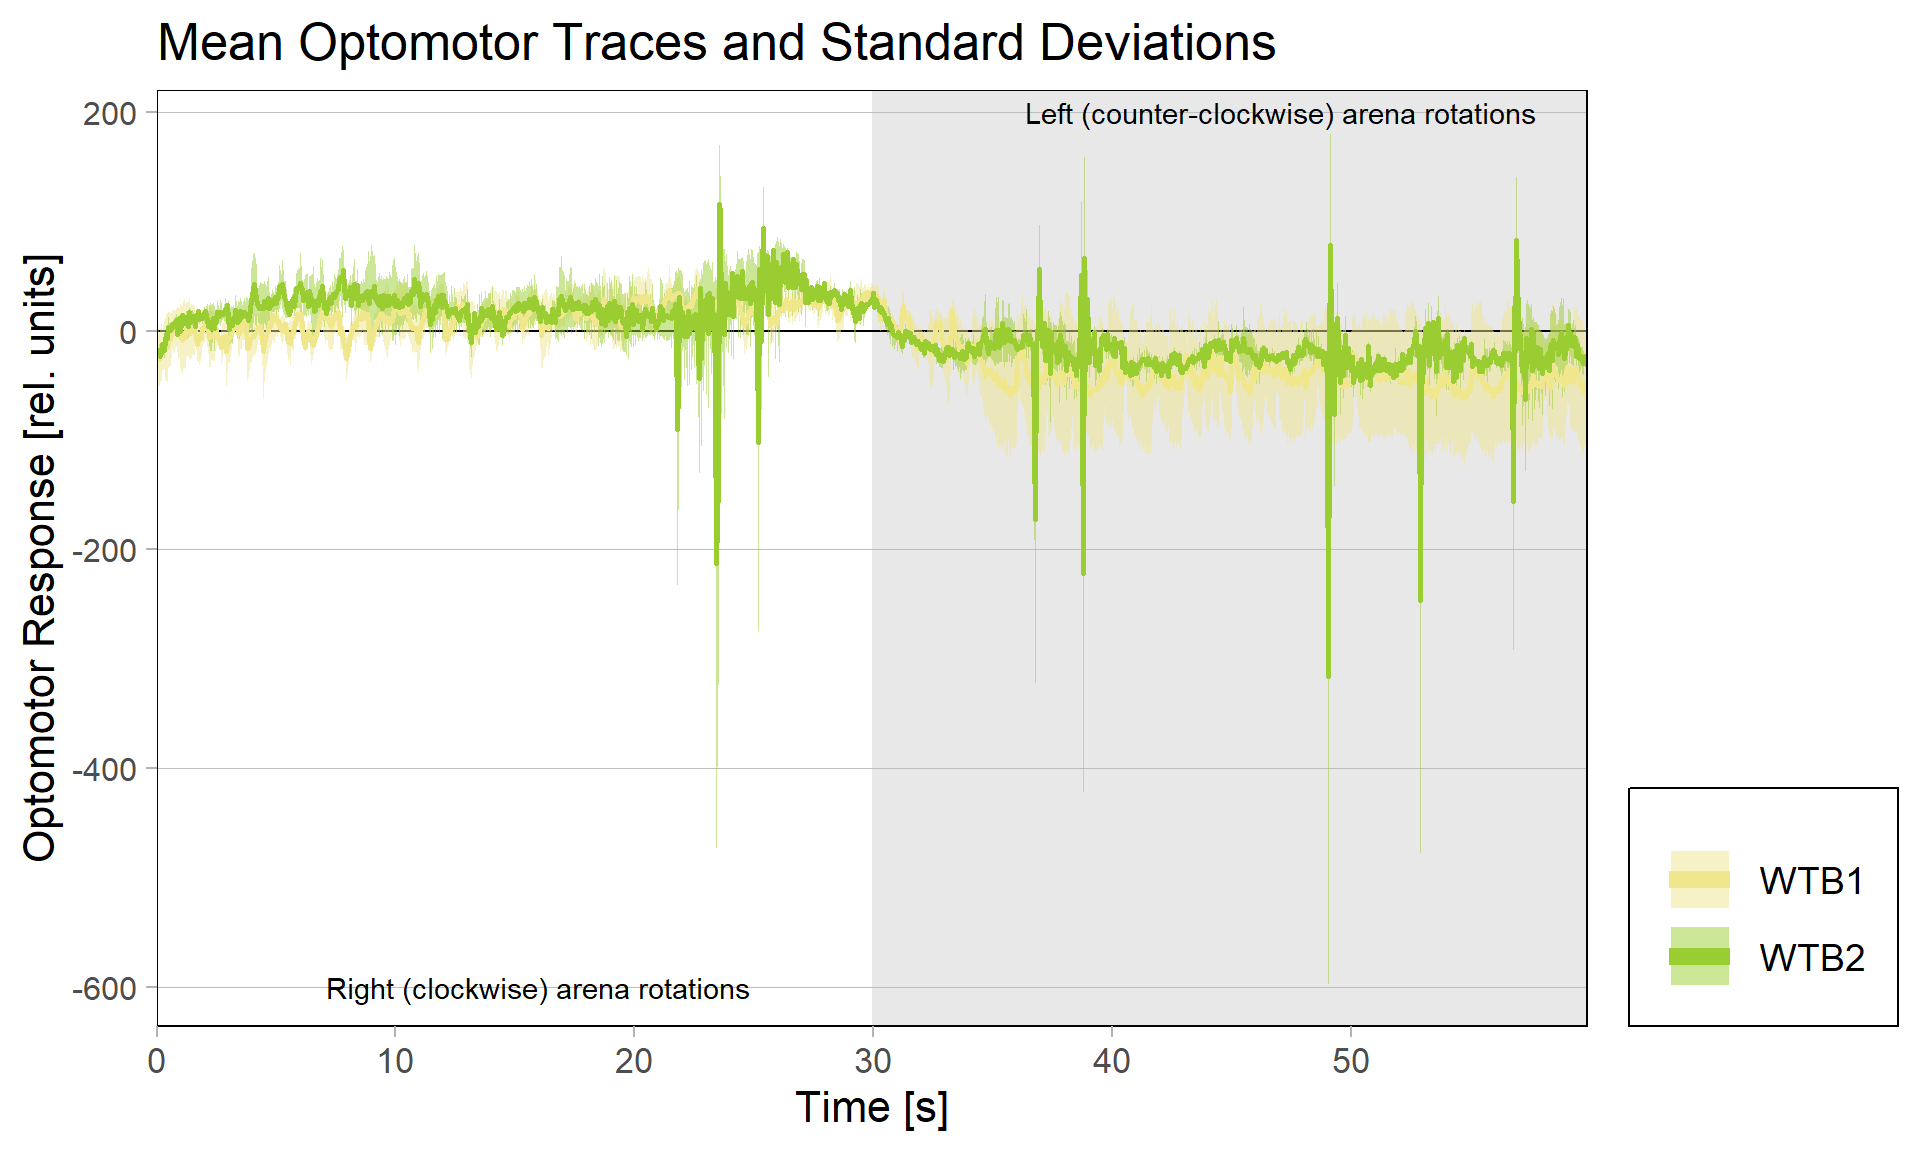 Mean Optomotor Traces and Standard Deviations
Optomotor Response [rel. units]
200
0
-200
-400
-600
Left (counter-clockwise) arena rotations
Right (clockwise) arena rotations
0 10 20 30 40 50
Time [s]
WTB1
WTB2